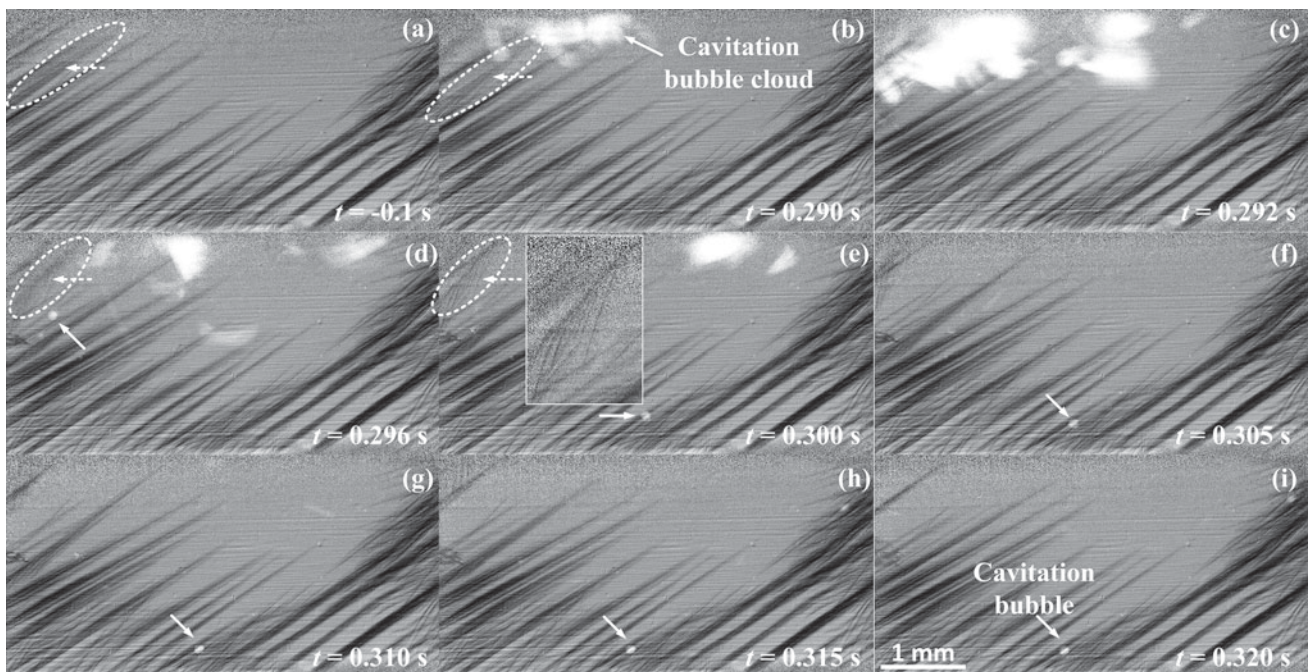 (a)
t = -0.1 s
(b)
Cavitation
bubble cloud
t = 0.290 s
(c)
t = 0.292 s
(d)
t = 0.296 s
(e)
t = 0.300 s
(f)
t = 0.305 s
(g)
t = 0.310 s
(h)
t = 0.315 s
(i)
Cavitation
bubble
1 mm
t = 0.320 s